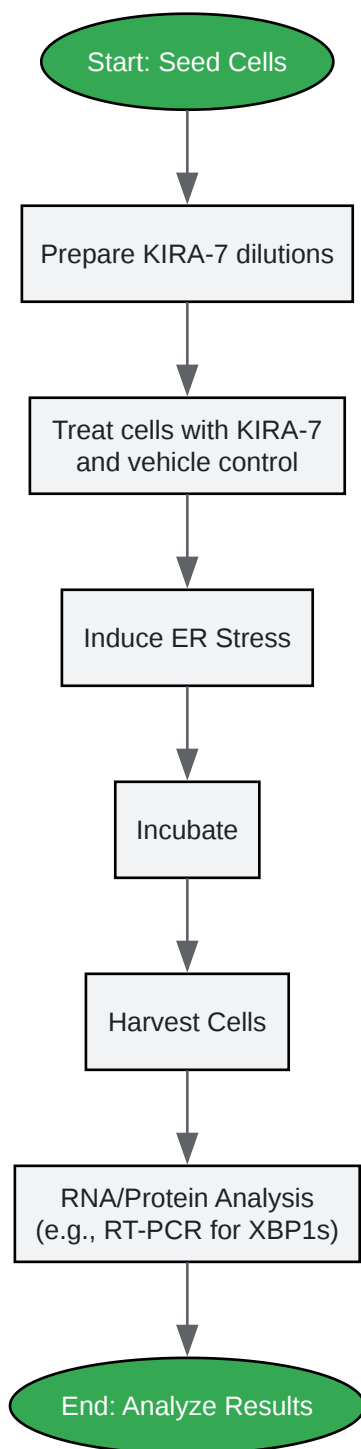 Start: Seed Cells
Prepare KIRA-7 dilutions
Treat cells with KIRA-7
and vehicle control
Induce ER Stress
Incubate
Harvest Cells
RNA/Protein Analysis
(e.g., RT-PCR for XBP1s)
End: Analyze Results